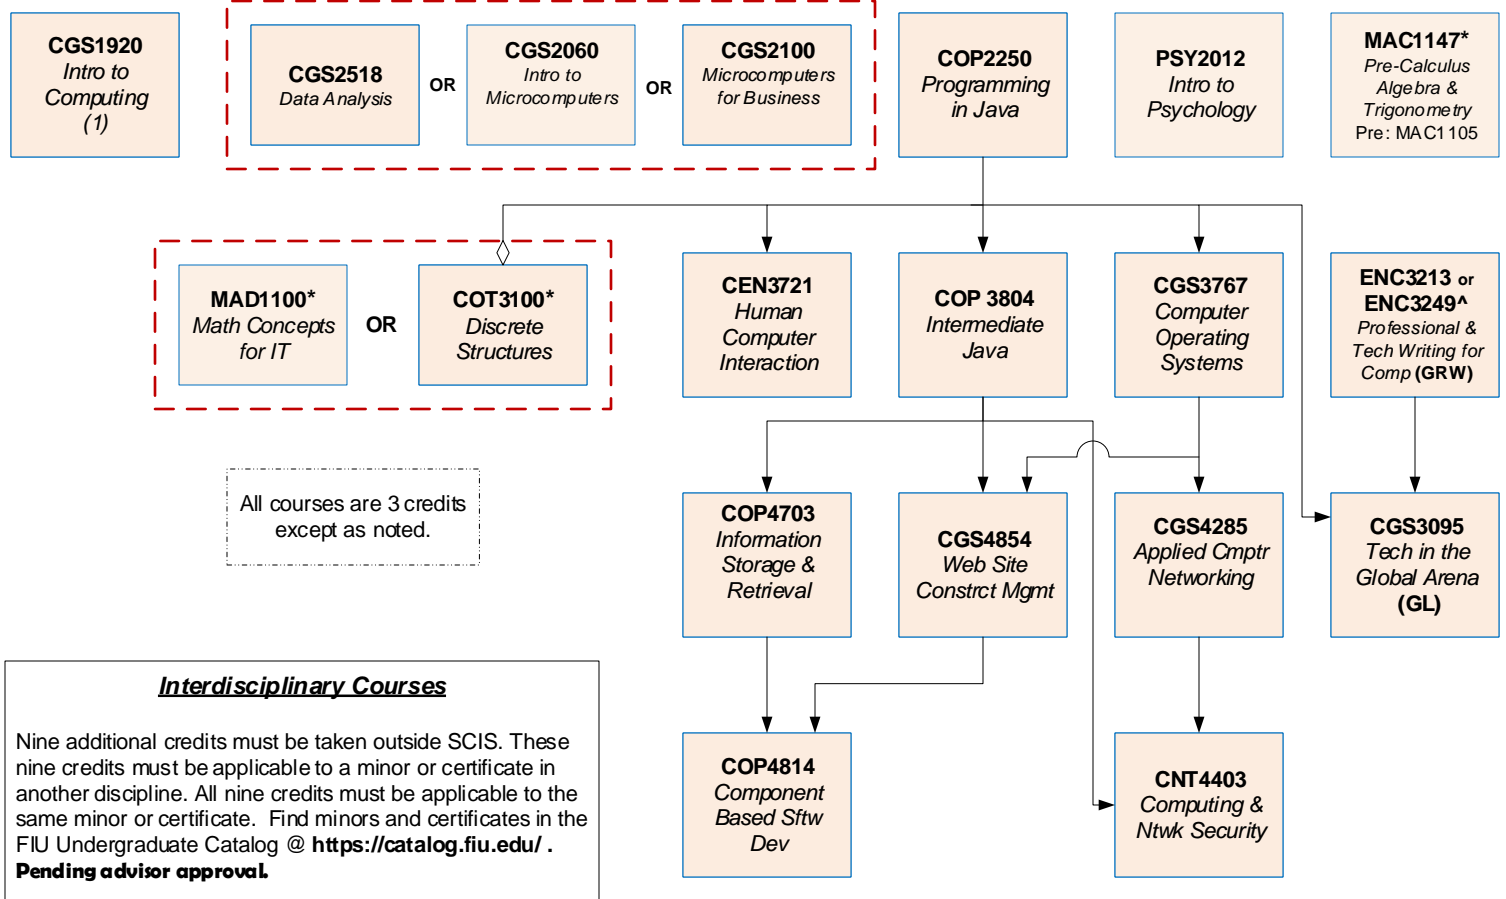 CGS1920
Intro to
Computing
(1)
CGS2518
Data Analysis
OR
CGS2060
Intro to
Microcomputers
OR
CGS2100
Microcomputers
for Business
COP2250
Programming
in Java
PSY2012
Intro to
Psychology
MAC1147*
Pre-Calculus
Algebra &
Trigonometry
Pre: MAC1105
MAD1100*
Math Concepts
for IT
OR
COT3100*
Discrete
Structures
CEN3721
Human
Computer
Interaction
COP 3804
Intermediate
Java
CGS3767
Computer
Operating
Systems
ENC3213 or
ENC3249^
Professional &
Tech Writing for
Comp (GRW)
All courses are 3 credits
except as noted.
COP4703
Information
Storage &
Retrieval
CGS4854
Web Site
Constrct Mgmt
CGS4285
Applied Cmptr
Networking
CGS3095
Tech in the
Global Arena
(GL)
Interdisciplinary Courses
Nine additional credits must be taken outside SCIS. These
nine credits must be applicable to a minor or certificate in
another discipline. All nine credits must be applicable to the
same minor or certificate. Find minors and certificates in the
FIU Undergraduate Catalog @ https://catalog.fiu.edu/ .
Pending advisor approval.
COP4814
Component
Based Sftw
Dev
CNT4403
Computing &
Ntwk Security